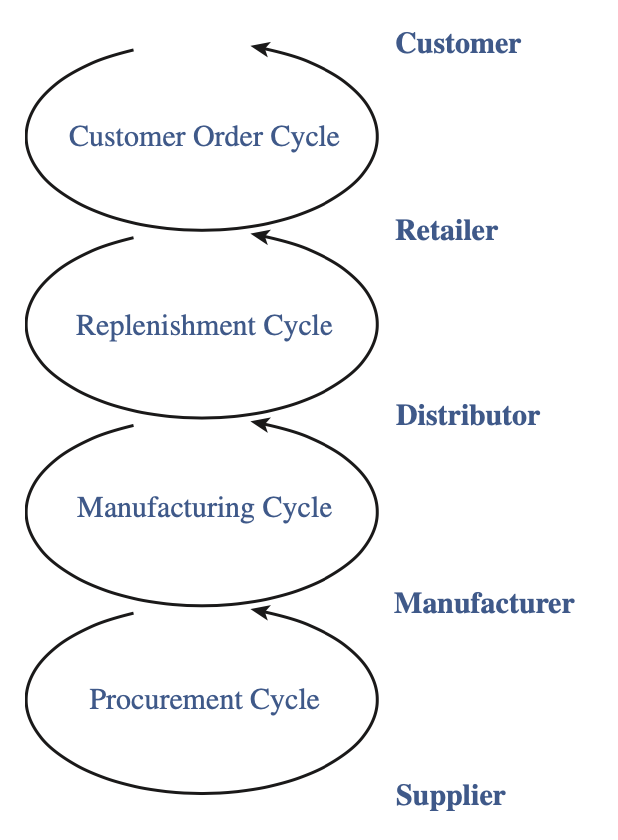 Customer
Customer Order Cycle
Retailer
Replenishment Cycle
Distributor
Manufacturing Cycle
Manufacturer
Procurement Cycle
Supplier